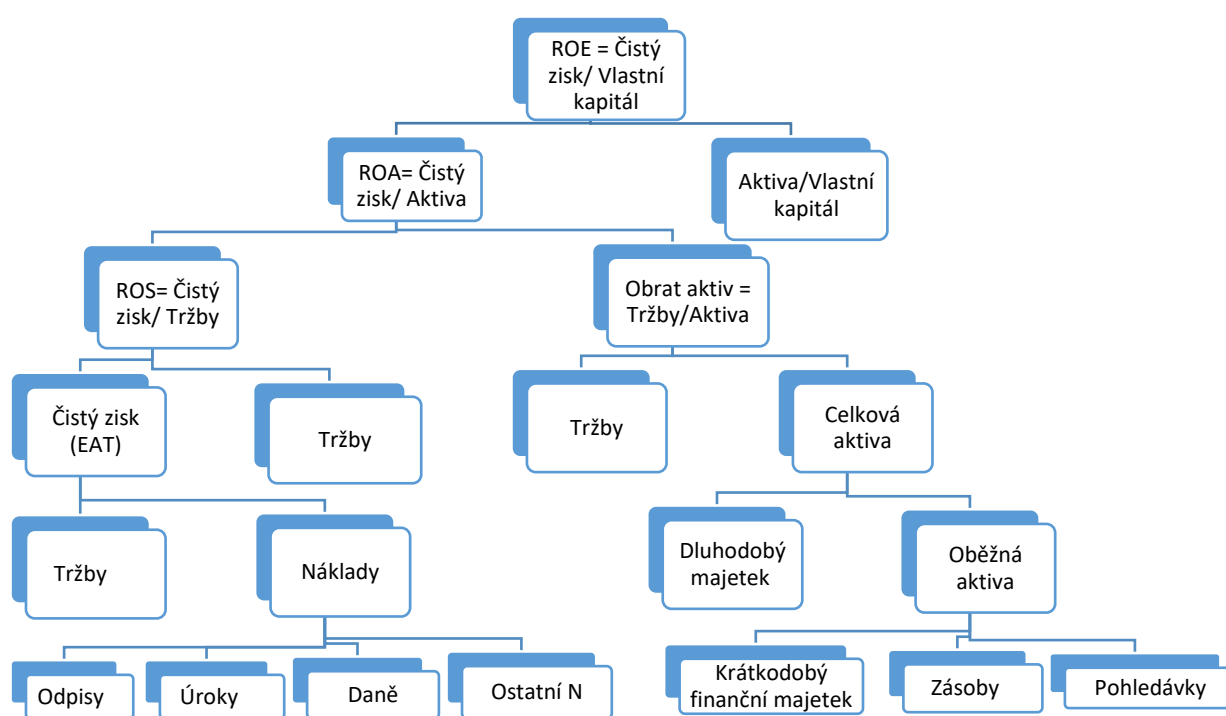 ROE = Čistý
zisk/ Vlastní
kapitál
ROA= Čistý
zisk/ Aktiva
Aktiva/Vlastní
kapitál
ROS= Čistý
zisk/ Tržby
Obrat aktiv =
Tržby/Aktiva
Čistý zisk
(EAT)
Tržby
Tržby
Celková
aktiva
Tržby
Náklady
Dluhodobý
majetek
Oběžná
aktiva
Odpisy
Úroky
Daně
Ostatní N
Krátkodobý
finanční majetek
Zásoby
Pohledávky